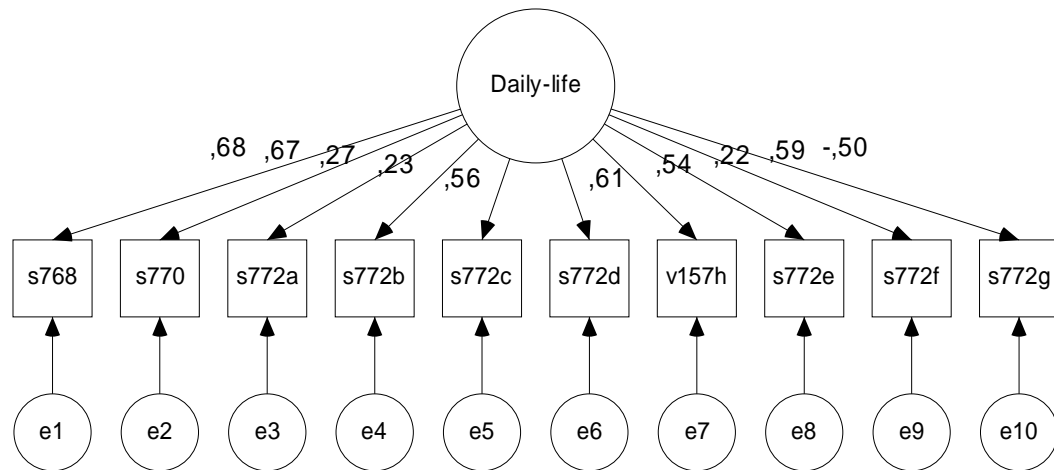 Daily-life
,68 ,67 ,27 ,23 ,56 ,61 ,54 ,22 ,59 -,50
s768 s770 s772a s772b s772c s772d v157h s772e s772f s772g
e1 e2 e3 e4 e5 e6 e7 e8 e9 e10